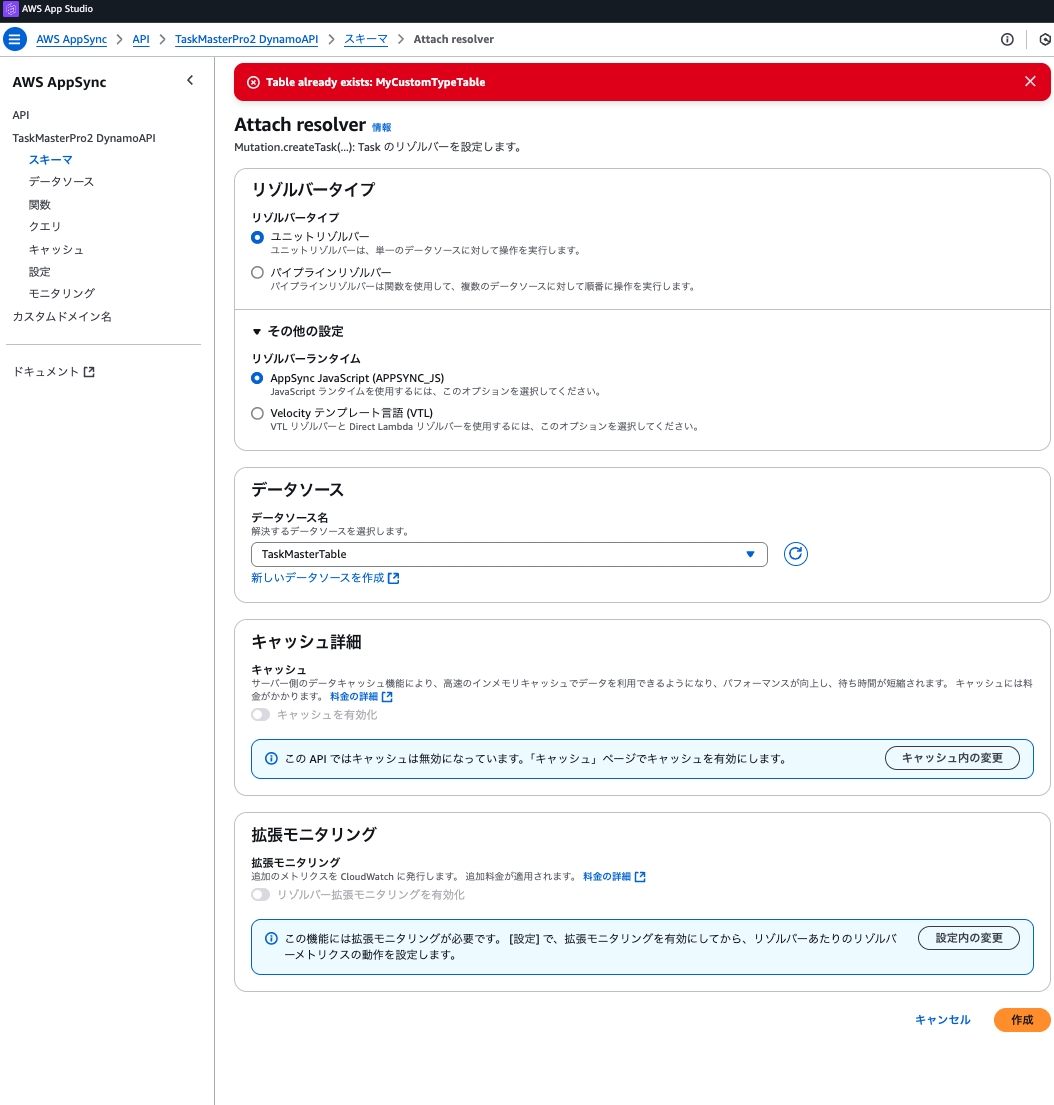 AWS App Studio
AWS AppSync > API > TaskMasterPro2 DynamoAPI > スキーマ > Attach resolver
AWS AppSync
API
TaskMasterPro2 DynamoAPI
スキーマ
データソース
関数
クエリ
キャッシュ
設定
モニタリング
カスタムドメイン名
ドキュメント
Table already exists: MyCustomTypeTable
Attach resolver 情報
Mutation.createTask(...): Task のリゾルバーを設定します。
リゾルバータイプ
リゾルバータイプ
ユニットリゾルバー
ユニットリゾルバーは、単一のデータソースに対して操作を実行します。
パイプラインリゾルバー
パイプラインリゾルバーは関数を使用して、複数のデータソースに対して順番に操作を実行します。
▼ その他の設定
リゾルバーランタイム
AppSync JavaScript (APPSYNC_JS)
JavaScript ランタイムを使用するには、このオプションを選択してください。
Velocity テンプレート言語 (VTL)
VTL リゾルバーと Direct Lambda リゾルバーを使用するには、このオプションを選択してください。
データソース
データソース名
解決するデータソースを選択します。
TaskMasterTable
新しいデータソースを作成
キャッシュ詳細
キャッシュ
サーバー側のデータキャッシュ機能により、高速のインメモリキャッシュでデータを利用できるようになり、パフォーマンスが向上し、待ち時間が短縮されます。 キャッシュには料
金がかかります。 料金の詳細
キャッシュを有効化
この API ではキャッシュは無効になっています。「キャッシュ」ページでキャッシュを有効にします。
キャッシュ内の変更
拡張モニタリング
拡張モニタリング
追加のメトリクスを CloudWatch に発行します。 追加料金が適用されます。 料金の詳細
リゾルバー拡張モニタリングを有効化
この機能には拡張モニタリングが必要です。 [設定] で、拡張モニタリングを有効にしてから、リゾルバーあたりのリゾルバ
ーメトリクスの動作を設定します。
設定内の変更
キャンセル
作成